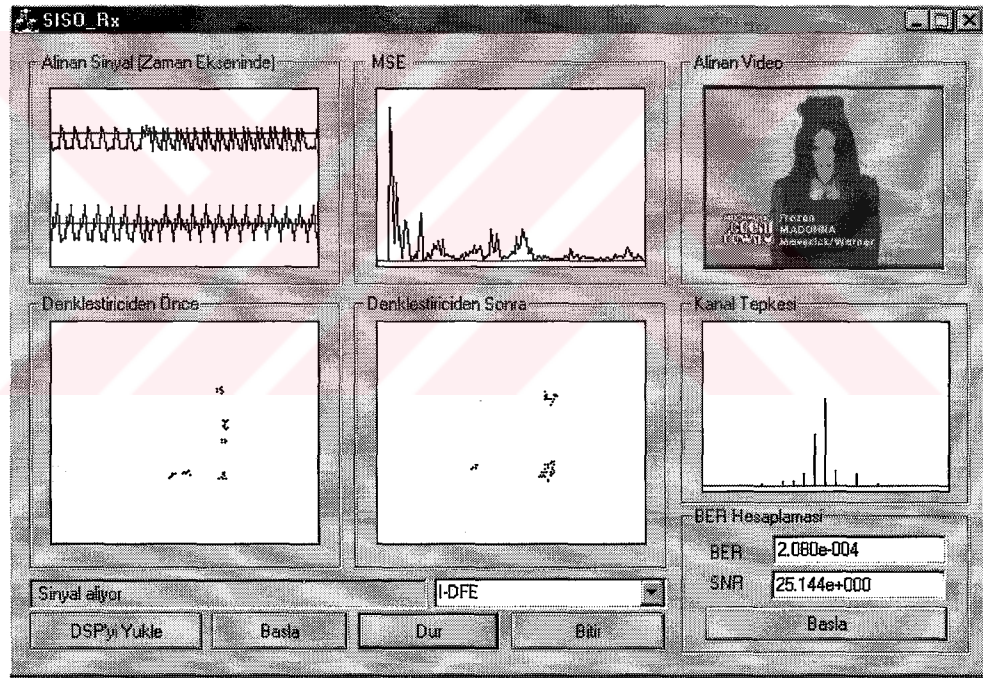 SISO_Rx
Alinan Sinyal (Zaman Ekseninde)
MSE
Alinan Video
Frozen
MADONNA
Maverick/Warner
Denklestiriciden Önce
Denklestiriciden Sonra
Kanal Tepkesi
BER Hesaplamasi
BER
2.080e-004
SNR
25.144e+000
Basla
Sinyal aliyor
I-DFE
DSP'yi Yukle
Basla
Dur
Bitir